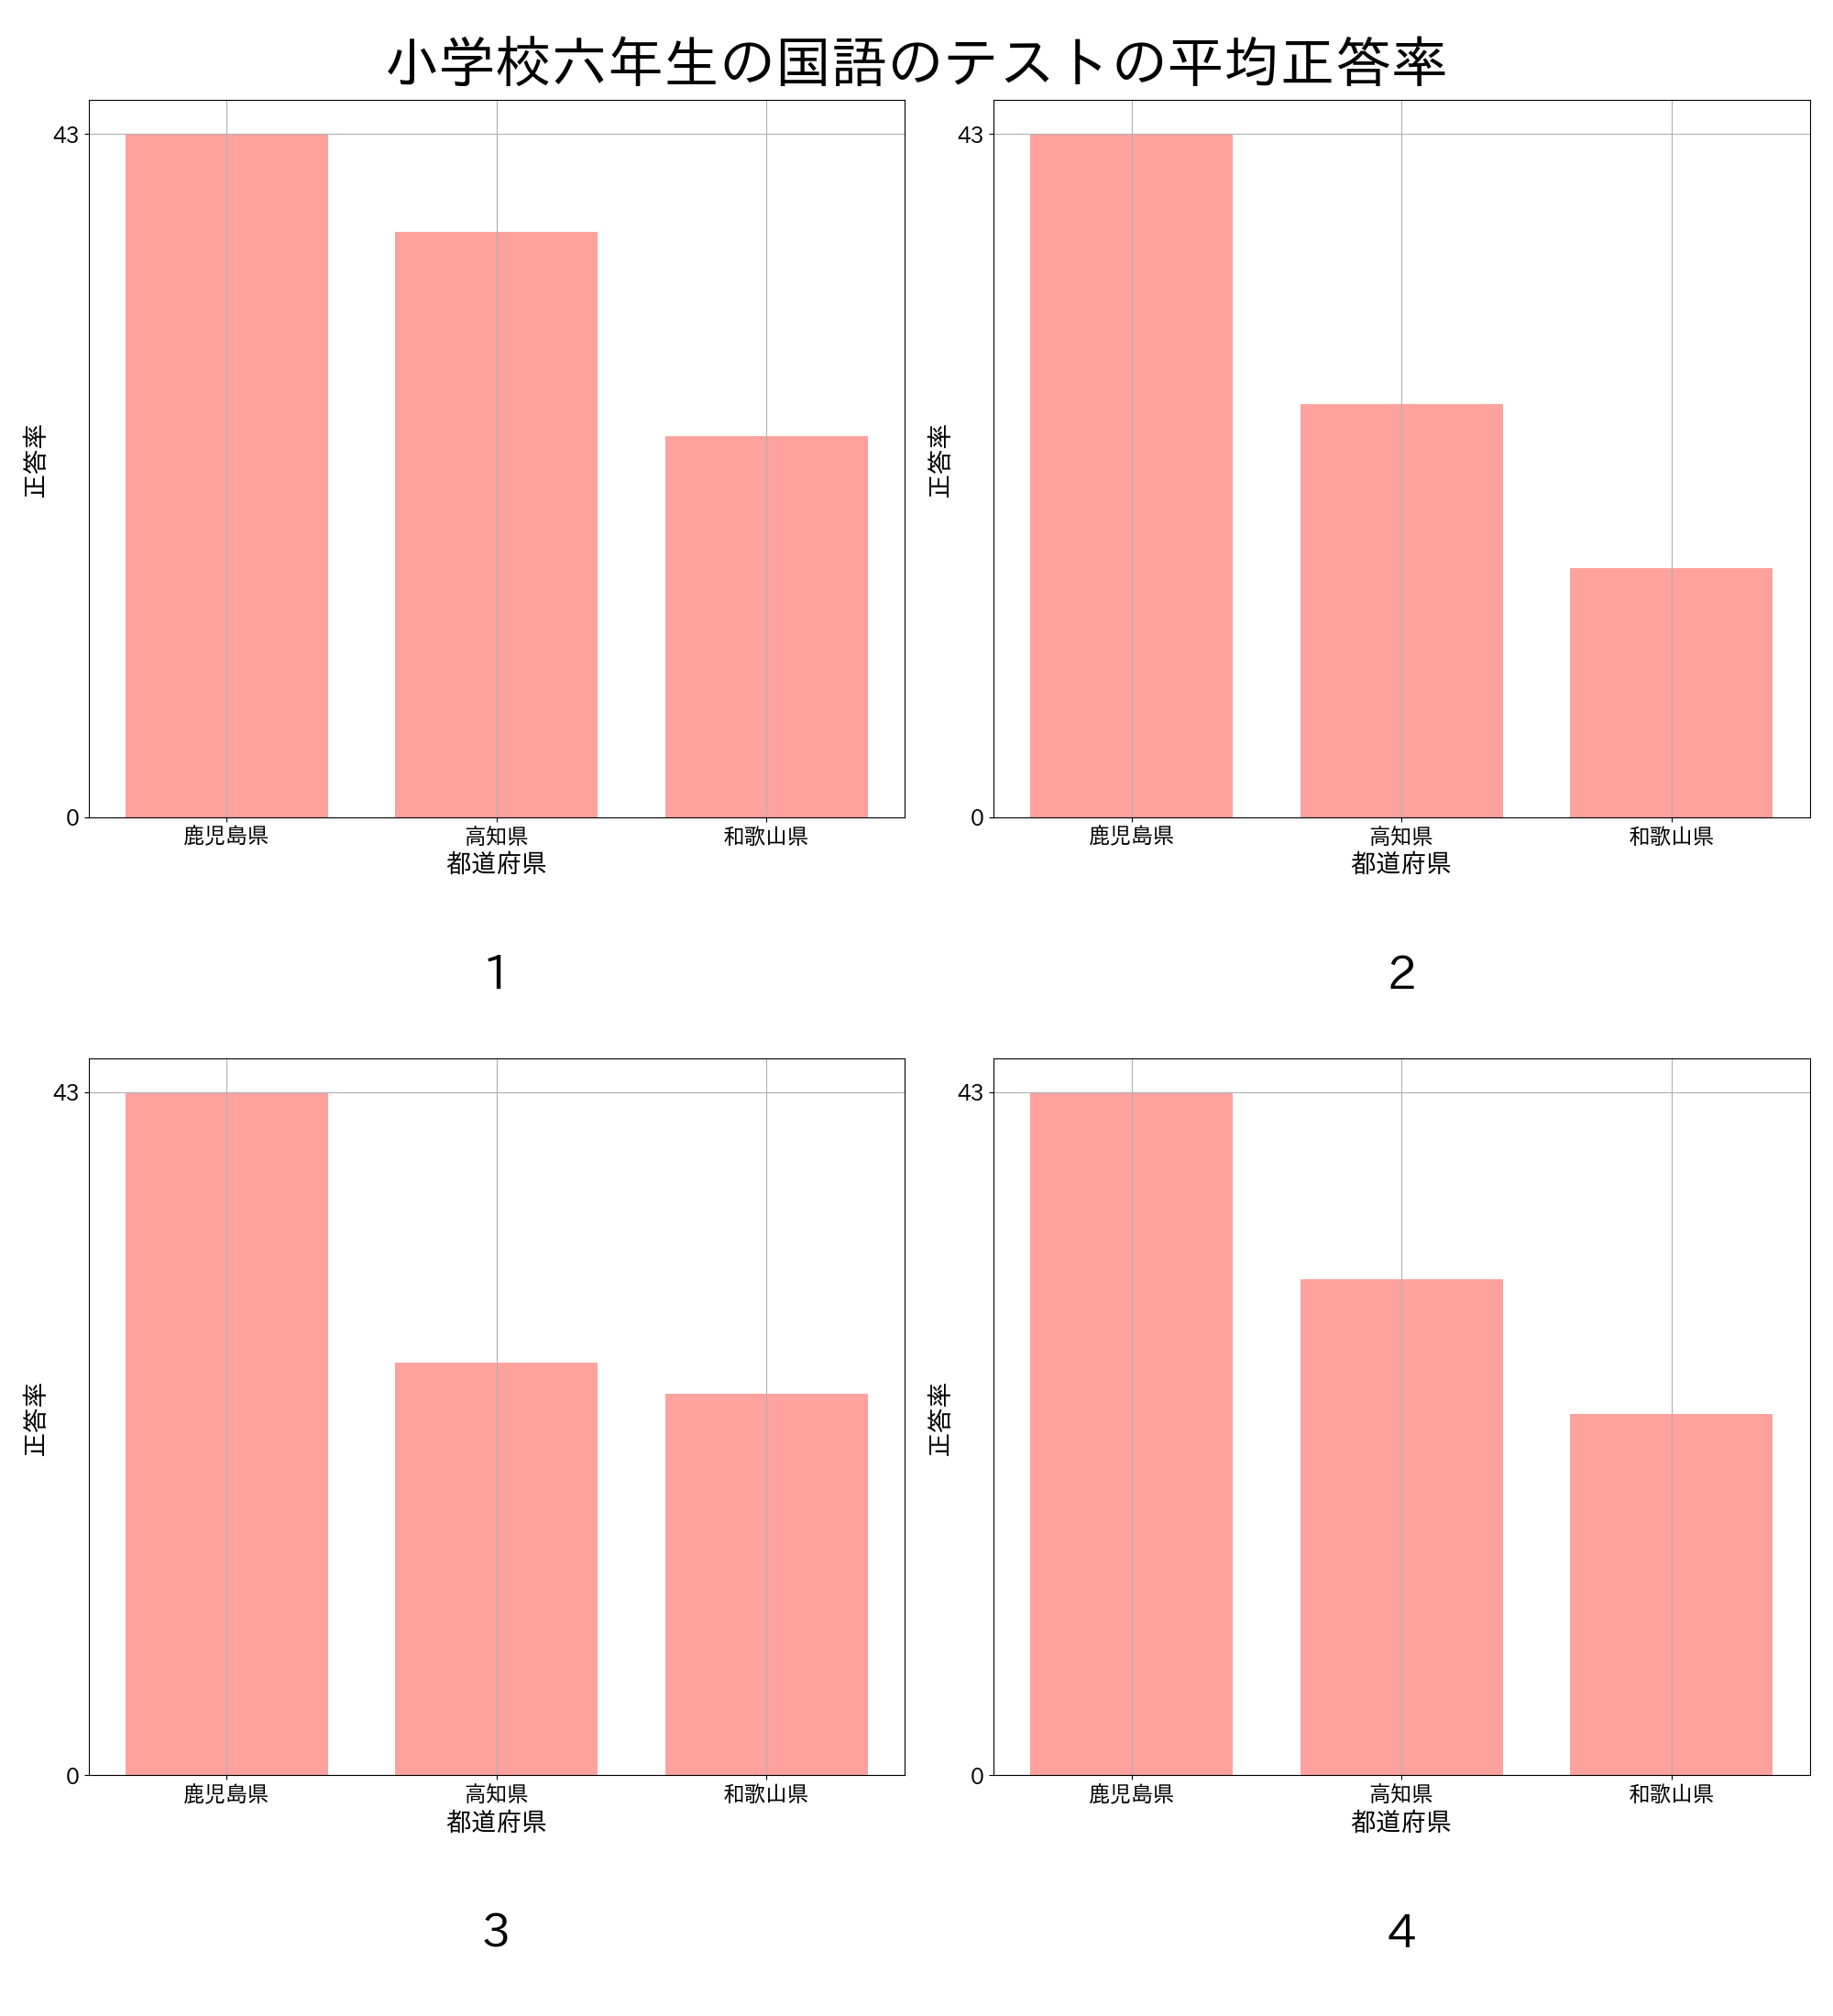 小学校六年生の国語のテストの平均正答率
43
0
正答率
鹿児島県 高知県 和歌山県
都道府県
1
43
0
正答率
鹿児島県 高知県 和歌山県
都道府県
2
43
0
正答率
鹿児島県 高知県 和歌山県
都道府県
3
43
0
正答率
鹿児島県 高知県 和歌山県
都道府県
4